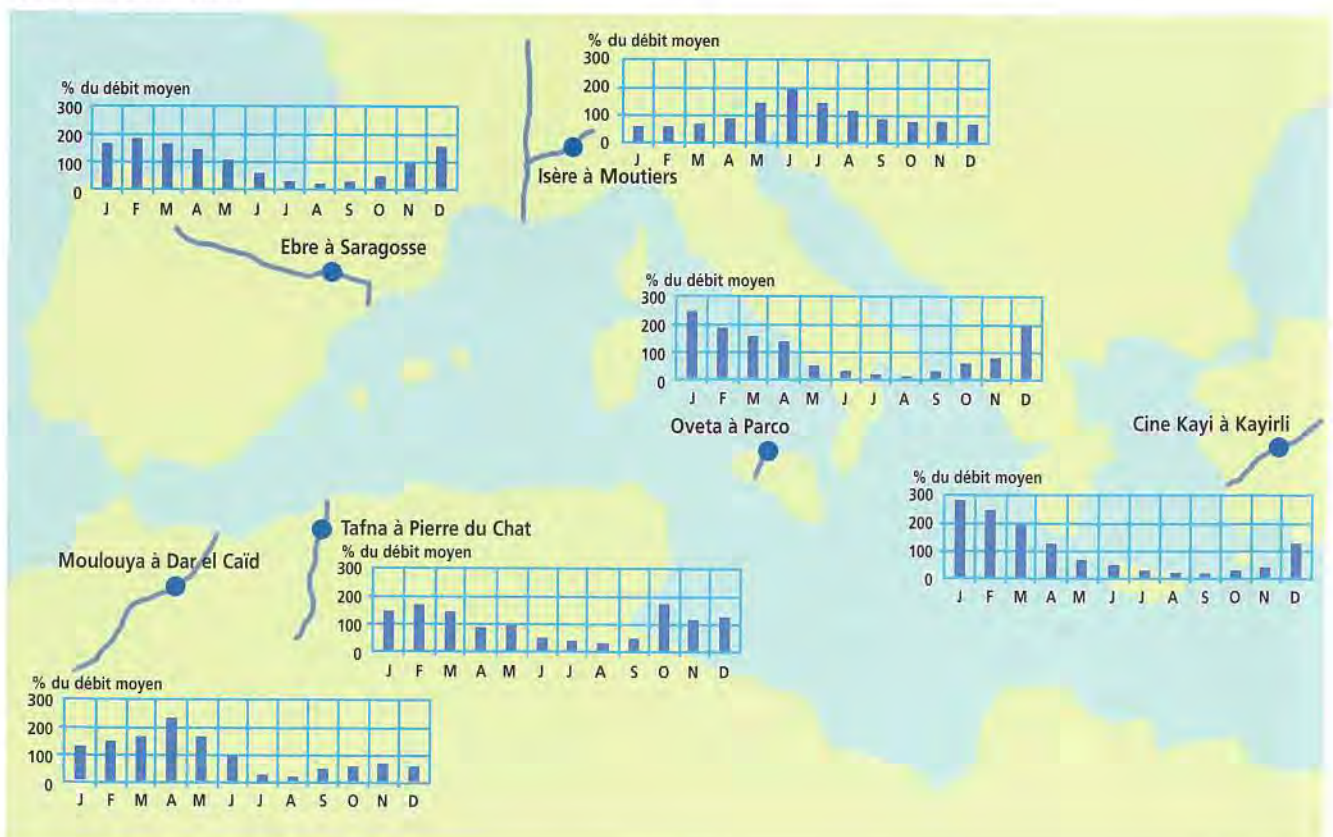 % du débit moyen
300
200
100
0
J F M A M J J A S O N D
Isère à Moutiers
% du débit moyen
300
200
100
0
J F M A M J J A S O N D
Ebre à Saragosse
% du débit moyen
300
200
100
0
J F M A M J J A S O N D
Oveta à Parco
Cine Kayi à Kayirli
% du débit moyen
300
200
100
0
J F M A M J J A S O N D
Tafna à Pierre du Chat
% du débit moyen
300
200
100
0
J F M A M J J A S O N D
Moulouya à Dar el Caïd
% du débit moyen
300
200
100
0
J F M A M J J A S O N D